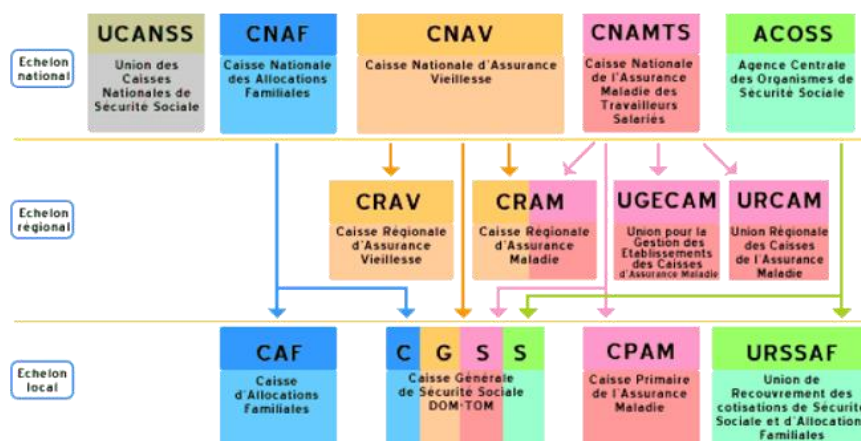 Echelon
national
UCANSS
Union des
Caisses
Nationales de
Sécurité Sociale
CNAF
Caisse Nationale
des Allocations
Familiales
CNAV
Caisse Nationale d'Assurance
Vieillesse
CNAMTS
Caisse Nationale
de l'Assurance
Maladie des
Travailleurs
Salariés
ACOSS
Agence Centrale
des Organismes de
Sécurité Sociale
Echelon
régional
CRAV
Caisse Régionale
d'Assurance
Vieillesse
CRAM
Caisse Régionale
d'Assurance
Maladie
UGECAM
Union pour la
Gestion des
Etablissements
des Caisses
d'Assurance Maladie
URCAM
Union Régionale
des Caisses
de l'Assurance
Maladie
Echelon
local
CAF
Caisse
d'Allocations
Familiales
C G S S
Caisse Générale
de Sécurité Sociale
DOM-TOM
CPAM
Caisse Primaire
de l'Assurance
Maladie
URSSAF
Union de
Recouvrement des
cotisations de Sécurité
Sociale et d'Allocations
Familiales